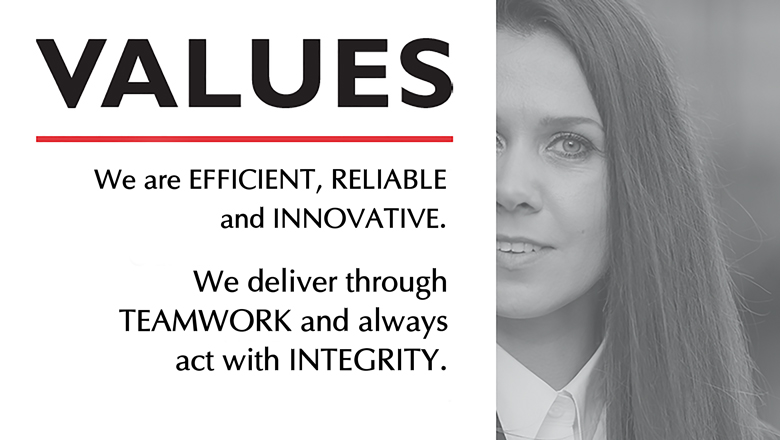 VALUES
We are EFFICIENT, RELIABLE
and INNOVATIVE.
We deliver through
TEAMWORK and always
act with INTEGRITY.